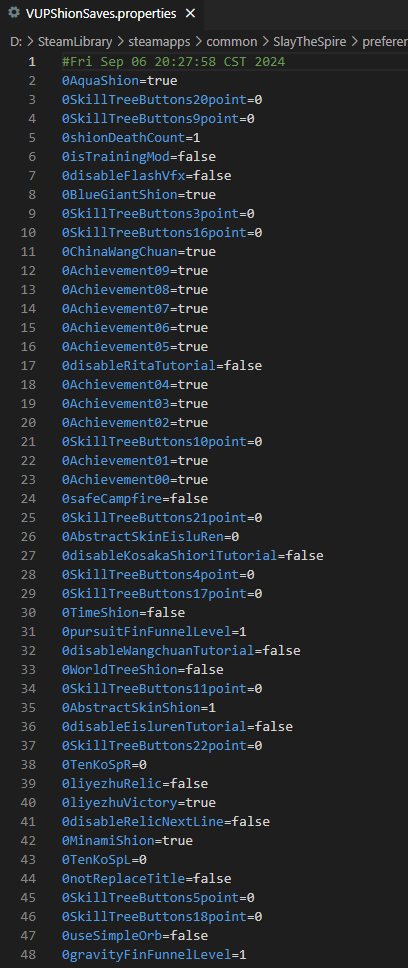 VUPShionSaves.properties
D: > SteamLibrary > steamapps > common > SlayTheSpire > preferer
1 #Fri Sep 06 20:27:58 CST 2024
2 0AquaShion=true
3 0SkillTreeButtons20point=0
4 0SkillTreeButtons9point=0
5 0shionDeathCount=1
6 0isTrainingMod=false
7 0disableFlashVfx=false
8 0BlueGiantShion=true
9 0SkillTreeButtons3point=0
10 0SkillTreeButtons16point=0
11 0ChinaWangChuan=true
12 0Achievement09=true
13 0Achievement08=true
14 0Achievement07=true
15 0Achievement06=true
16 0Achievement05=true
17 0disableRitaTutorial=false
18 0Achievement04=true
19 0Achievement03=true
20 0Achievement02=true
21 0SkillTreeButtons10point=0
22 0Achievement01=true
23 0Achievement00=true
24 0safeCampfire=false
25 0SkillTreeButtons21point=0
26 0AbstractSkinEisluRen=0
27 0disableKosakaShioriTutorial=false
28 0SkillTreeButtons4point=0
29 0SkillTreeButtons17point=0
30 0TimeShion=false
31 0pursuitFinFunnelLevel=1
32 0disableWangchuanTutorial=false
33 0WorldTreeShion=false
34 0SkillTreeButtons11point=0
35 0AbstractSkinShion=1
36 0disableEislurenTutorial=false
37 0SkillTreeButtons22point=0
38 0TenKoSpR=0
39 0liyezhuRelic=false
40 0liyezhuVictory=true
41 0disableRelicNextLine=false
42 0MinamiShion=true
43 0TenKoSpL=0
44 0notReplaceTitle=false
45 0SkillTreeButtons5point=0
46 0SkillTreeButtons18point=0
47 0useSimpleOrb=false
48 0gravityFinFunnelLevel=1